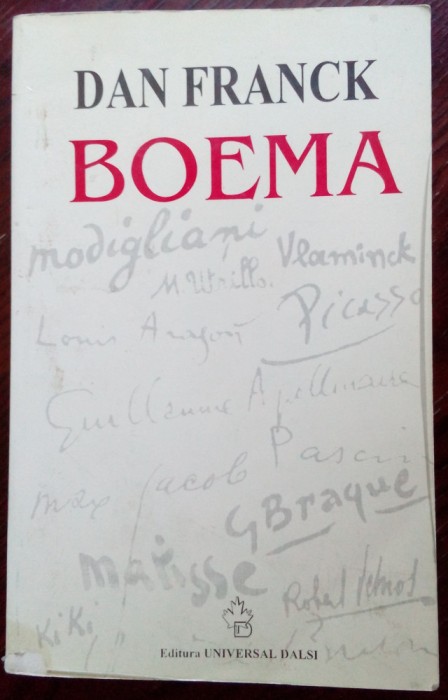 DAN FRANCK
BOEMA
modigliani
Vlaminck
M. Utrillo.
Picasso
Louis Aragon
Guillaume Apollinaire
Pascin
max Jacob
G Braque
matisse
Robert Desnos
KiKi
Editura UNIVERSAL DALSI